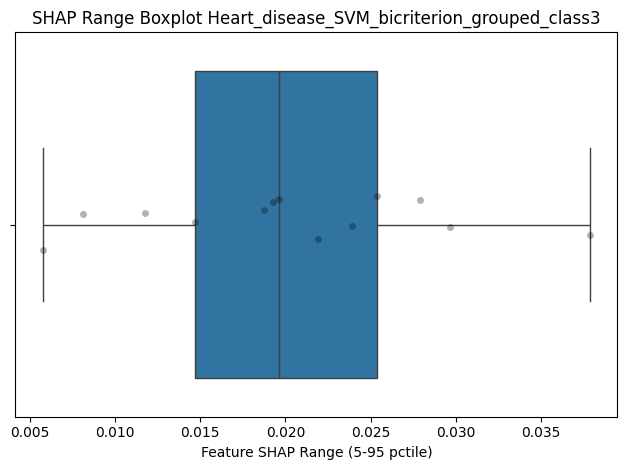 SHAP Range Boxplot Heart_disease_SVM_bicriterion_grouped_class3
0.005 0.010 0.015 0.020 0.025 0.030 0.035
Feature SHAP Range (5-95 pctile)